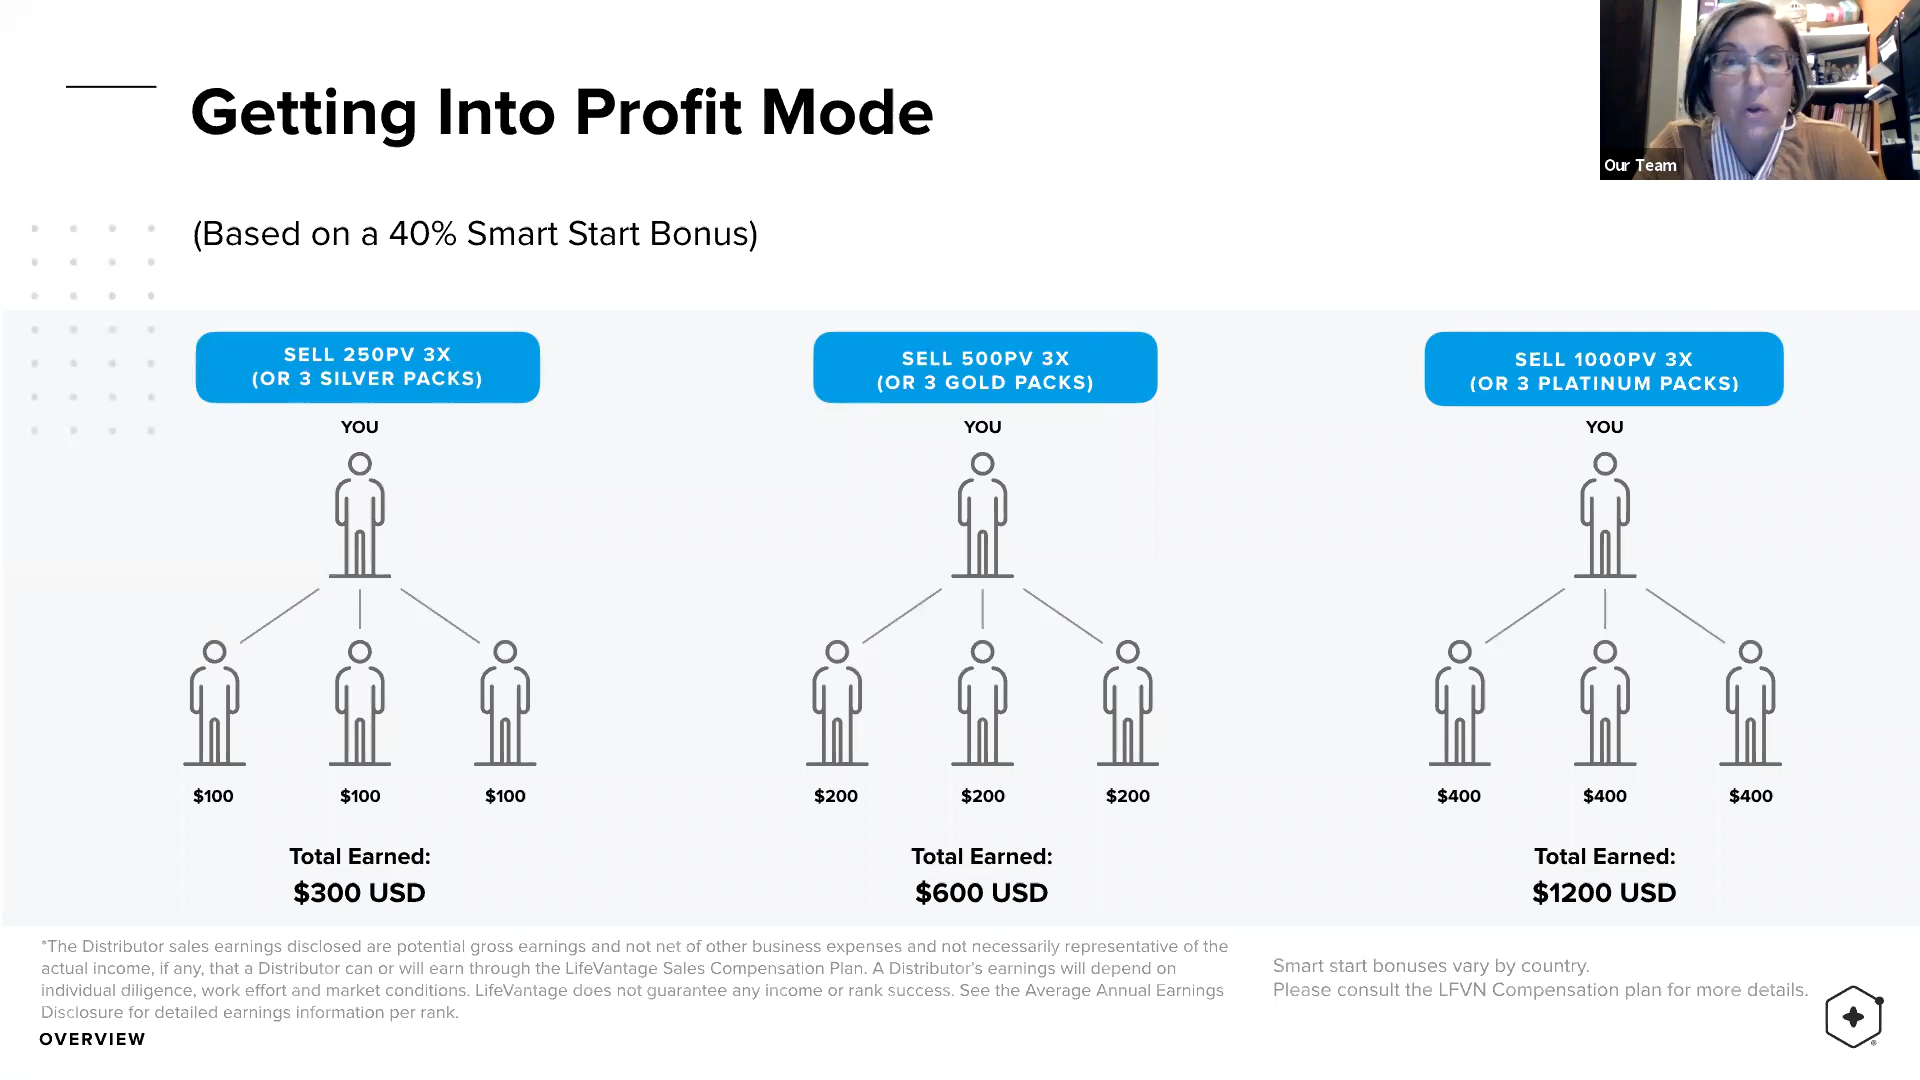 Getting Into Profit Mode
Our Team
(Based on a 40% Smart Start Bonus)
SELL 250PV 3X
(OR 3 SILVER PACKS)
YOU
$100 $100 $100
Total Earned:
$300 USD
SELL 500PV 3X
(OR 3 GOLD PACKS)
YOU
$200 $200 $200
Total Earned:
$600 USD
SELL 1000PV 3X
(OR 3 PLATINUM PACKS)
YOU
$400 $400 $400
Total Earned:
$1200 USD
*The Distributor sales earnings disclosed are potential gross earnings and not net of other business expenses and not necessarily representative of the
actual income, if any, that a Distributor can or will earn through the LifeVantage Sales Compensation Plan. A Distributor's earnings will depend on
individual diligence, work effort and market conditions. LifeVantage does not guarantee any income or rank success. See the Average Annual Earnings
Disclosure for detailed earnings information per rank.
Smart start bonuses vary by country.
Please consult the LFVN Compensation plan for more details.
OVERVIEW
®